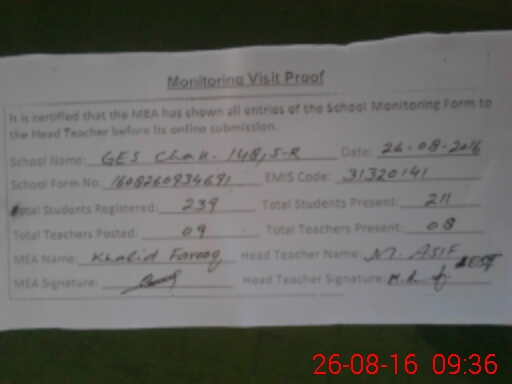 Monitoring Visit Proof
It is certified that the MEA has shown all entries of the School Monitoring Form to
the Head Teacher before its online submission.
School Name: GES Chak-148,5-R Date: 26-08-2016
School Form No: 1608260934691 EMIS Code: 31320141
Total Students Registered: 239 Total Students Present: 211
Total Teachers Posted: 09 Total Teachers Present: 08
MEA Name: Khalid Farooq Head Teacher Name: M. ASIF
MEA Signature: Head Teacher Signature:
26-08-16 09:36